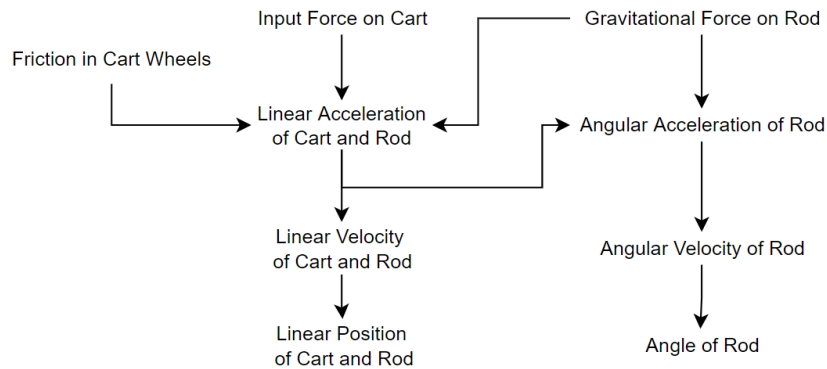 Input Force on Cart
Gravitational Force on Rod
Friction in Cart Wheels
Linear Acceleration
of Cart and Rod
Angular Acceleration of Rod
Linear Velocity
of Cart and Rod
Angular Velocity of Rod
Linear Position
of Cart and Rod
Angle of Rod